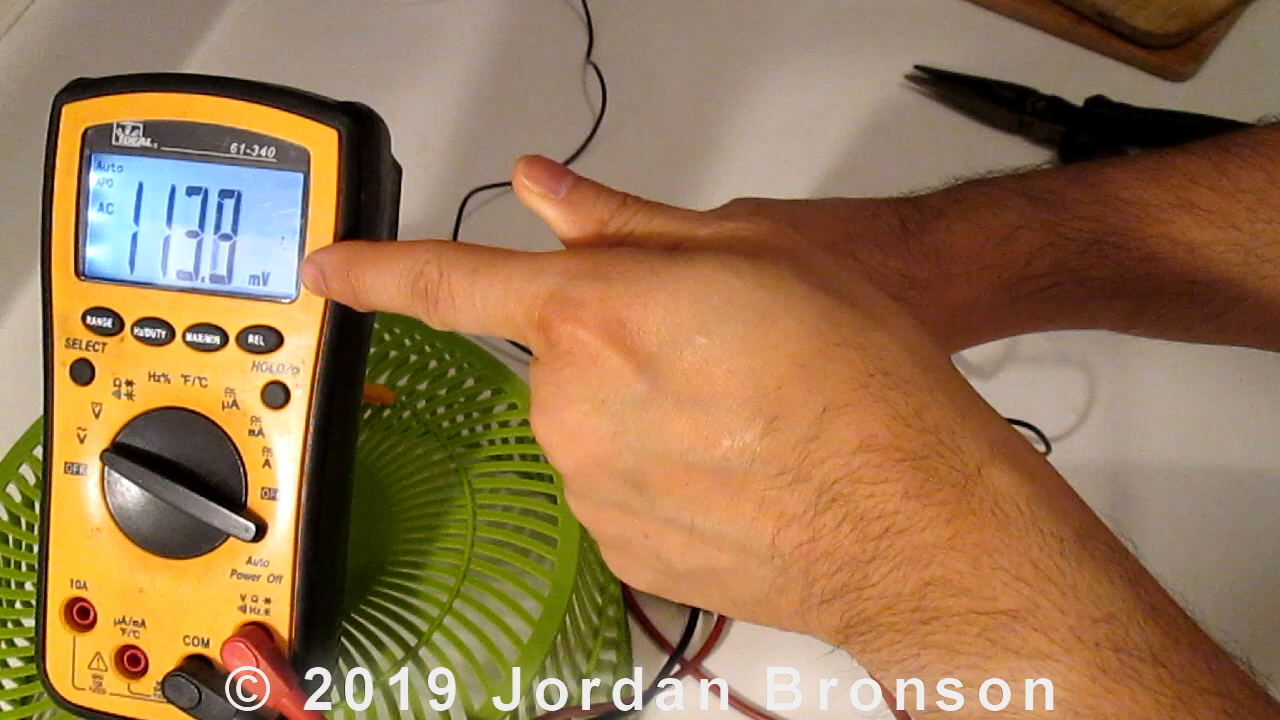 IDEAL
61-340
Auto
APO
AC
113.8 mV
RANGE Hz/DUTY MAX/MIN REL
SELECT
HOLD
Hz% °F/°C
Ω
µA
mA
V
A
Ṽ
OFF
OFF
Auto
Power Off
10A
µA/mA
°F/°C
COM
V Ω
Hz
© 2019 Jordan Bronson